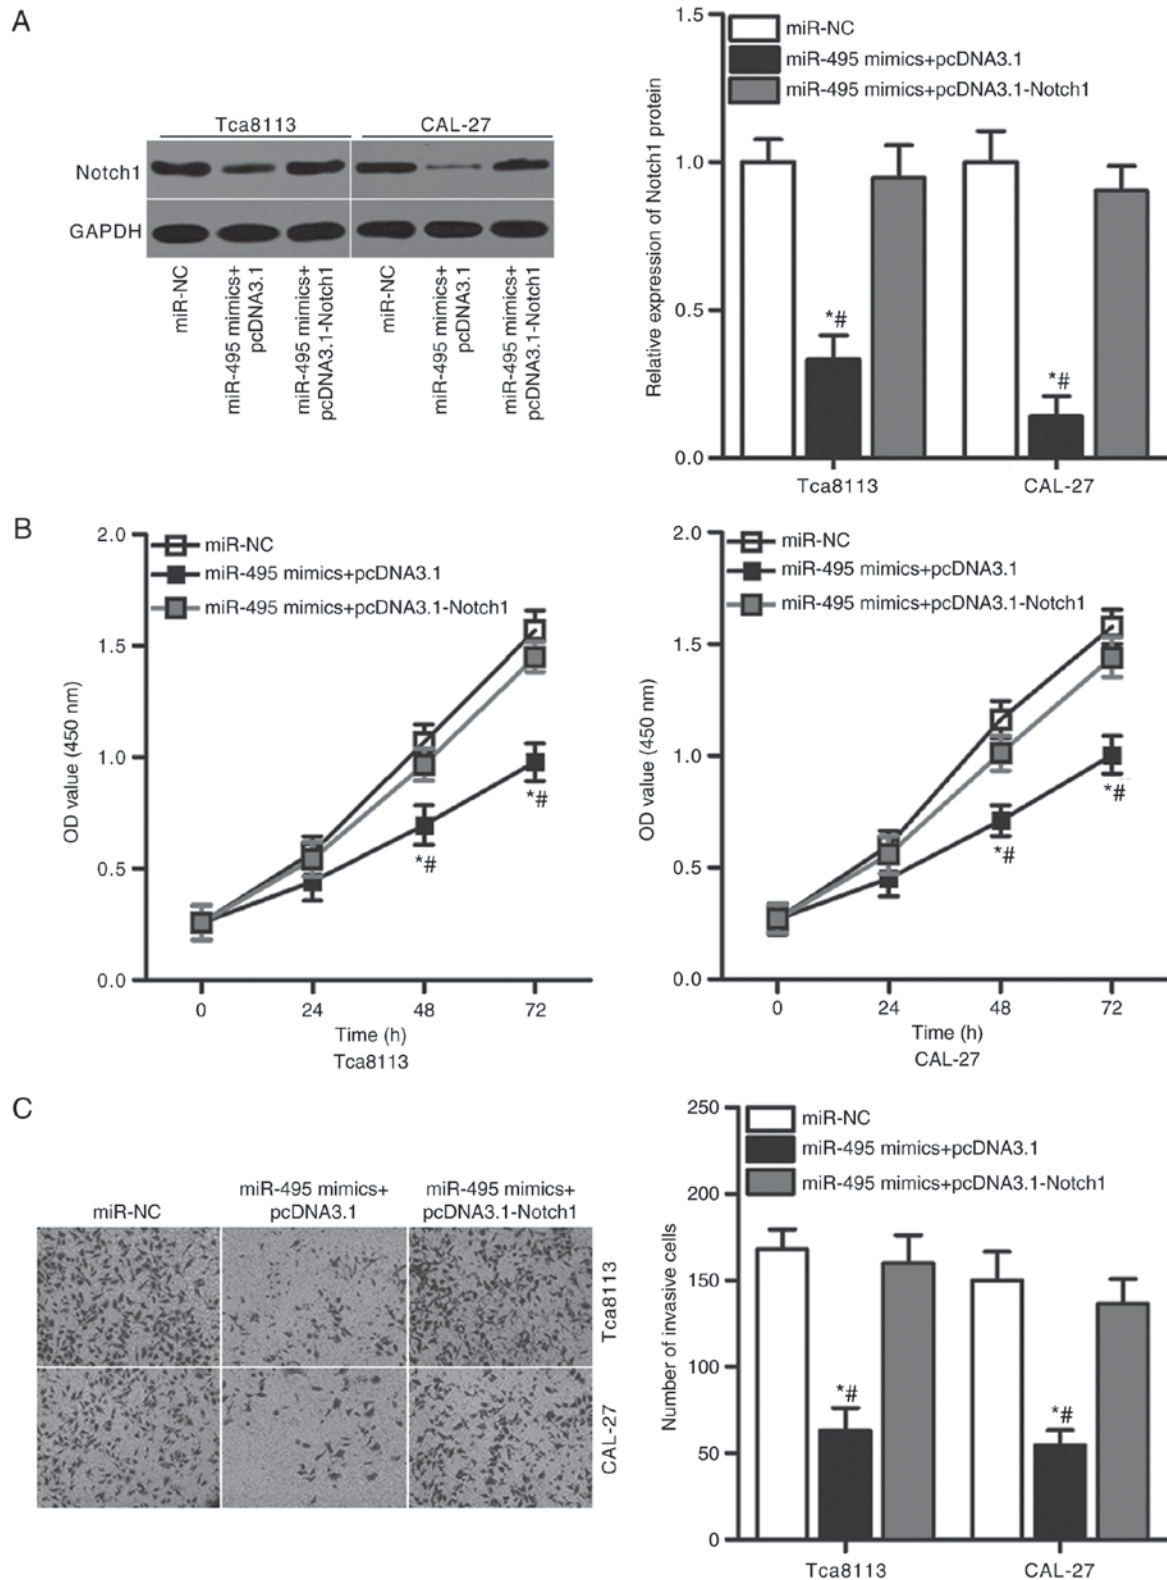 A
Tca8113
CAL-27
Notch1
GAPDH
miR-NC
miR-495 mimics+
pcDNA3.1
miR-495 mimics+
pcDNA3.1-Notch1
miR-NC
miR-495 mimics+
pcDNA3.1
miR-495 mimics+
pcDNA3.1-Notch1
Relative expression of Notch1 protein
1.5
1.0
0.5
0.0
miR-NC
miR-495 mimics+pcDNA3.1
miR-495 mimics+pcDNA3.1-Notch1
*#
*#
Tca8113
CAL-27
B
OD value (450 nm)
2.0
1.5
1.0
0.5
0.0
miR-NC
miR-495 mimics+pcDNA3.1
miR-495 mimics+pcDNA3.1-Notch1
*#
*#
0
24
48
72
Time (h)
Tca8113
OD value (450 nm)
2.0
1.5
1.0
0.5
0.0
miR-NC
miR-495 mimics+pcDNA3.1
miR-495 mimics+pcDNA3.1-Notch1
*#
*#
0
24
48
72
Time (h)
CAL-27
C
miR-NC
miR-495 mimics+
pcDNA3.1
miR-495 mimics+
pcDNA3.1-Notch1
Tca8113
CAL-27
Number of invasive cells
250
200
150
100
50
0
miR-NC
miR-495 mimics+pcDNA3.1
miR-495 mimics+pcDNA3.1-Notch1
*#
*#
Tca8113
CAL-27